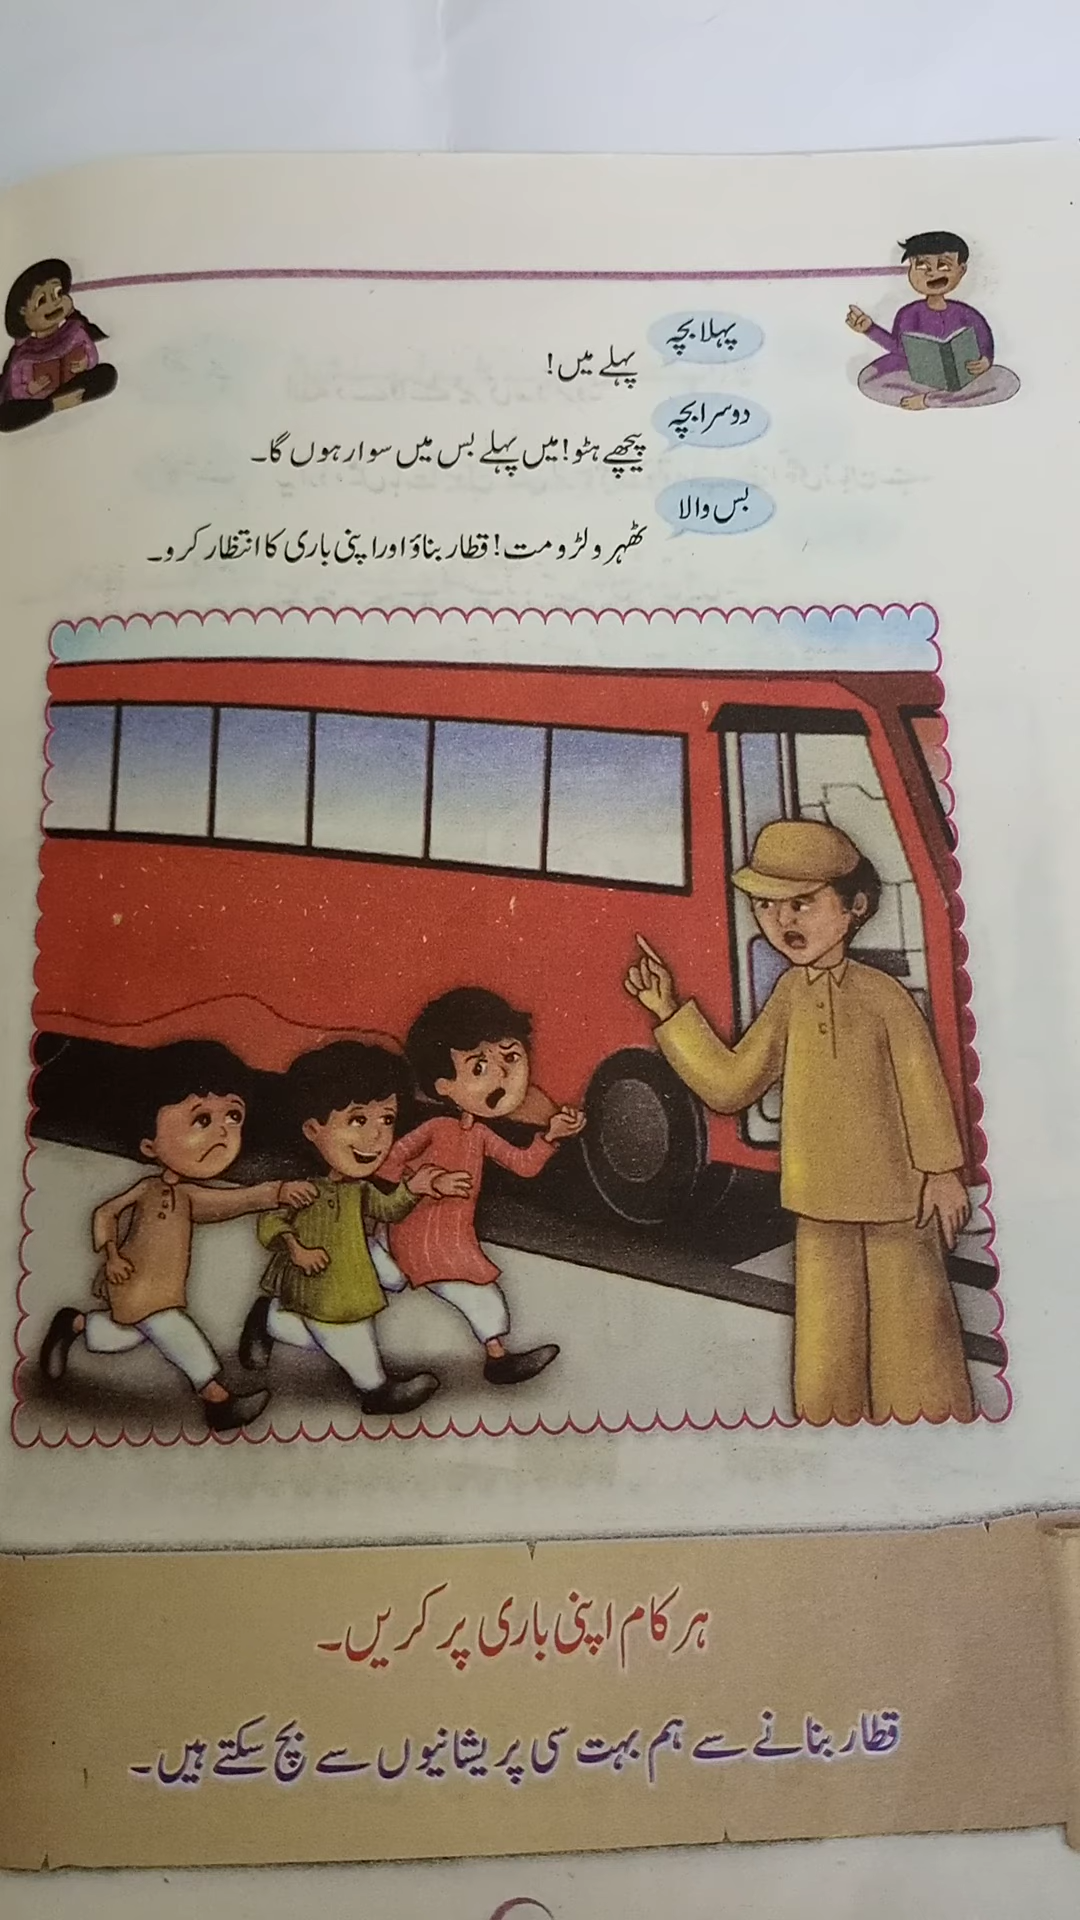 پہلا بچہ
پہلے میں!
دوسرا بچہ
پیچھے ہٹو! میں پہلے بس میں سوار ہوں گا۔
بس والا
ٹھہرو لڑو مت! قطار بناؤ اور اپنی باری کا انتظار کرو۔
ہر کام اپنی باری پر کریں۔
قطار بنانے سے ہم بہت سی پریشانیوں سے بچ سکتے ہیں۔